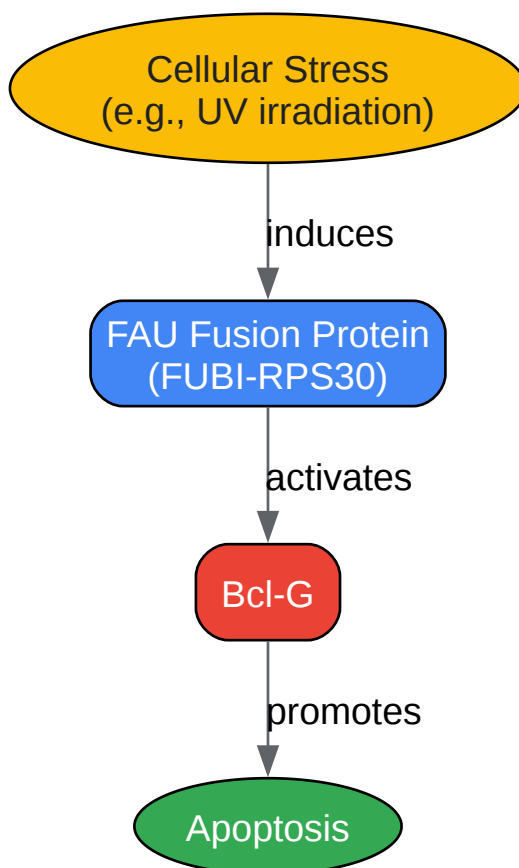 Cellular Stress
(e.g., UV irradiation)
induces
FAU Fusion Protein
(FUBI-RPS30)
activates
Bcl-G
promotes
Apoptosis